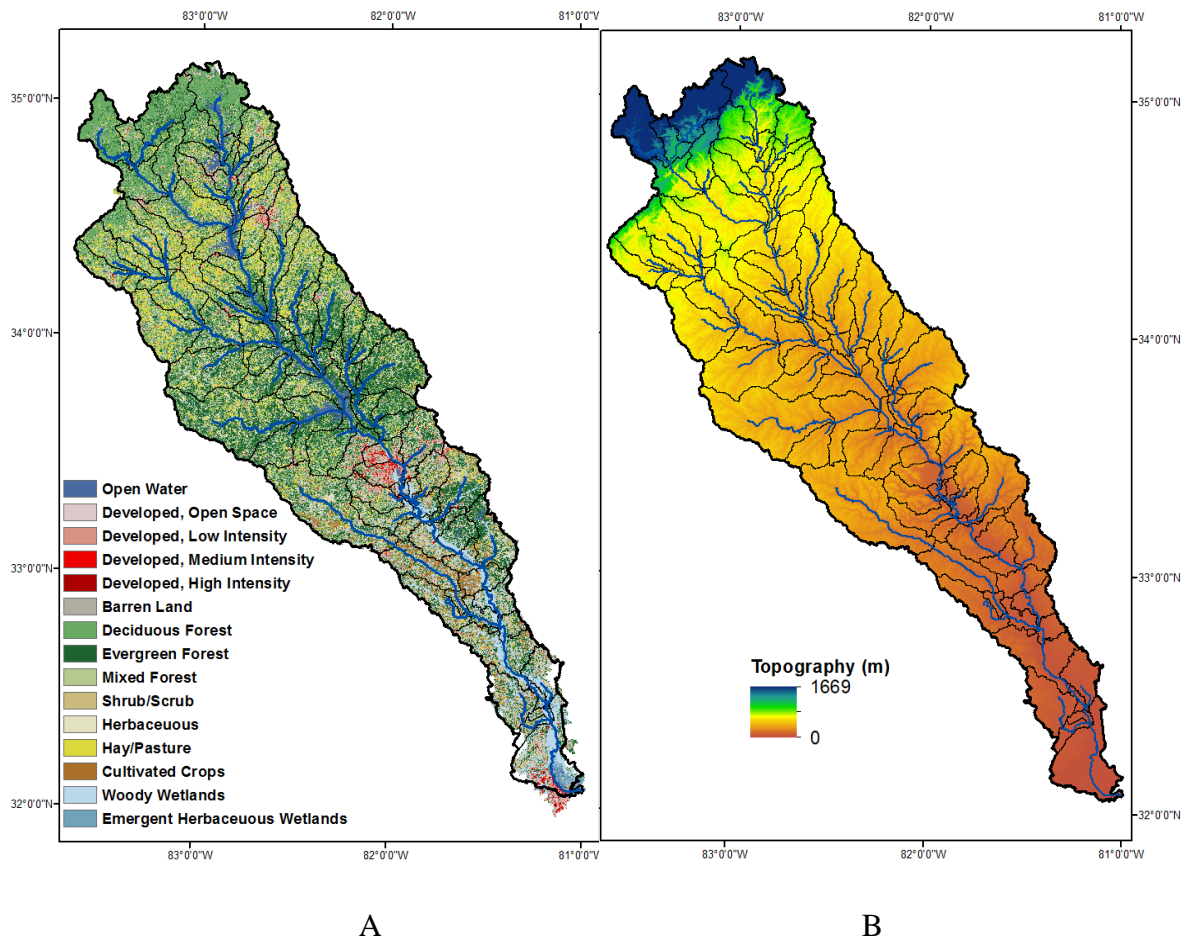 83°0'0"W 82°0'0"W 81°0'0"W
83°0'0"W 82°0'0"W 81°0'0"W
35°0'0"N
34°0'0"N
33°0'0"N
32°0'0"N
Open Water
Developed, Open Space
Developed, Low Intensity
Developed, Medium Intensity
Developed, High Intensity
Barren Land
Deciduous Forest
Evergreen Forest
Mixed Forest
Shrub/Scrub
Herbaceuous
Hay/Pasture
Cultivated Crops
Woody Wetlands
Emergent Herbaceuous Wetlands
83°0'0"W 82°0'0"W 81°0'0"W
A
35°0'0"N
34°0'0"N
33°0'0"N
32°0'0"N
Topography (m)
1669
0
83°0'0"W 82°0'0"W 81°0'0"W
B